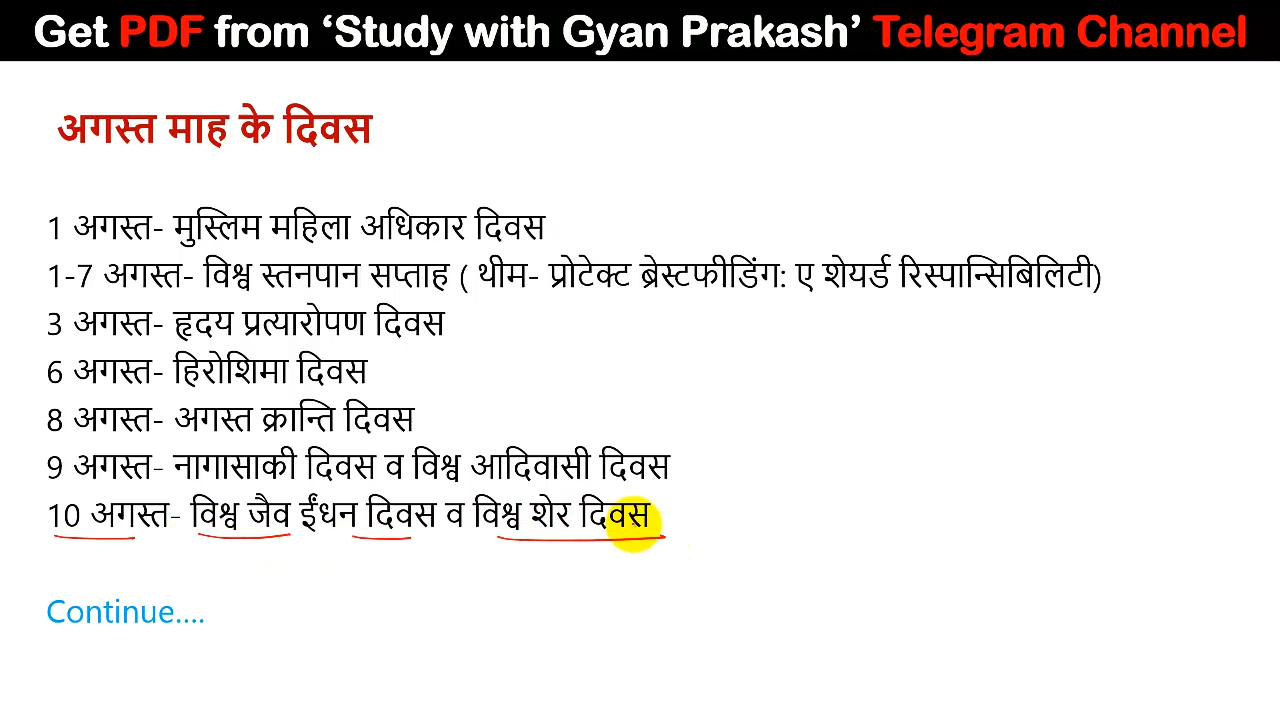 Get PDF from ‘Study with Gyan Prakash’ Telegram Channel
अगस्त माह के दिवस
1 अगस्त- मुस्लिम महिला अधिकार दिवस
1-7 अगस्त- विश्व स्तनपान सप्ताह ( थीम- प्रोटेक्ट ब्रेस्टफीडिंग: ए शेयर्ड रिस्पान्सिबिलिटी)
3 अगस्त- हृदय प्रत्यारोपण दिवस
6 अगस्त- हिरोशिमा दिवस
8 अगस्त- अगस्त क्रान्ति दिवस
9 अगस्त- नागासाकी दिवस व विश्व आदिवासी दिवस
10 अगस्त- विश्व जैव ईंधन दिवस व विश्व शेर दिवस
Continue....